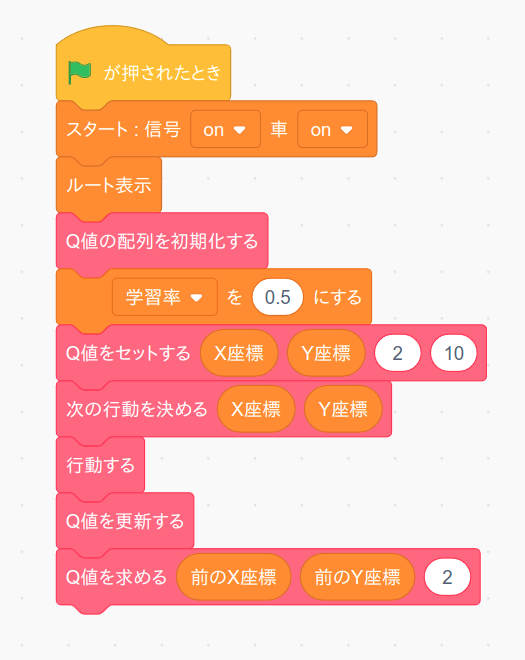 が押されたとき
スタート : 信号 on 車 on
ルート表示
Q値の配列を初期化する
学習率 を 0.5 にする
Q値をセットする X座標 Y座標 2 10
次の行動を決める X座標 Y座標
行動する
Q値を更新する
Q値を求める 前のX座標 前のY座標 2